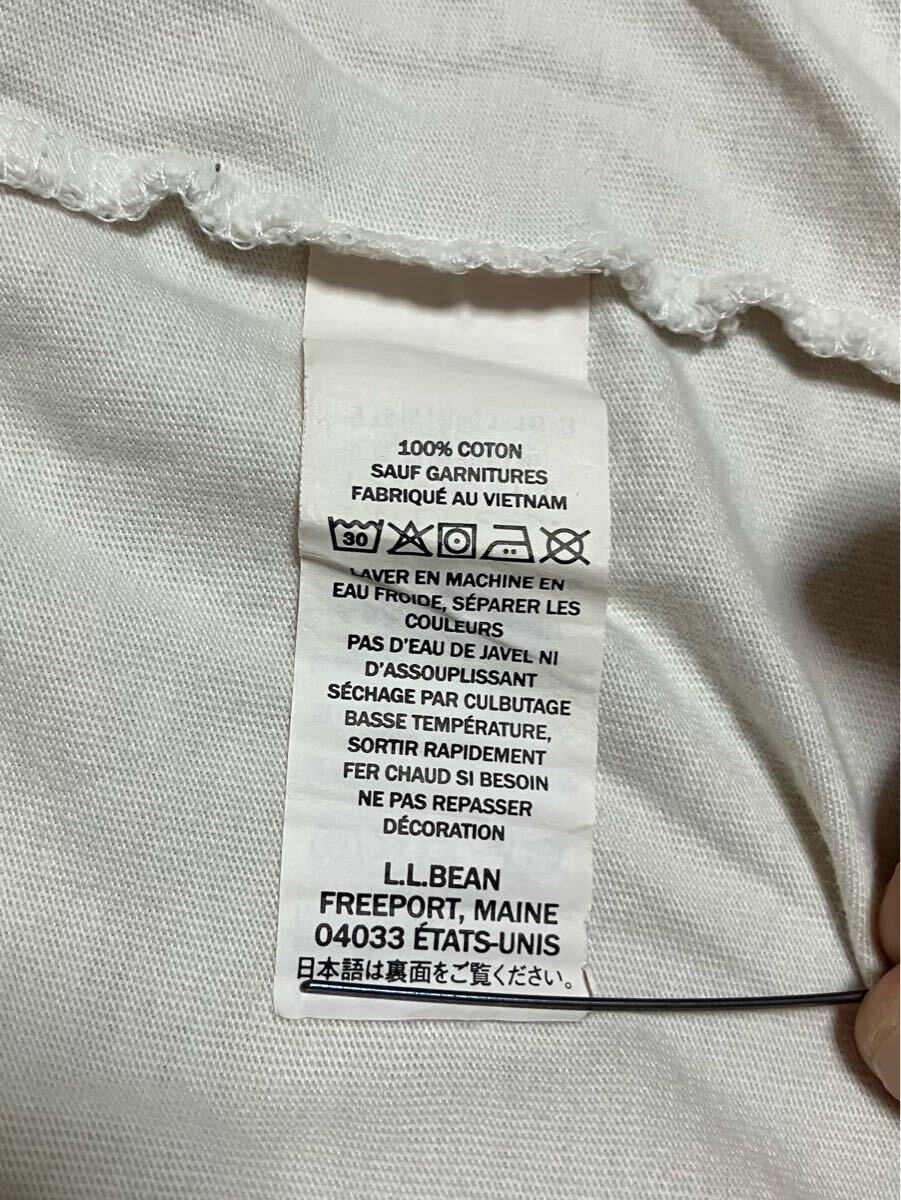 100% COTON
SAUF GARNITURES
FABRIQUÉ AU VIETNAM
30
LAVER EN MACHINE EN
EAU FROIDE, SÉPARER LES
COULEURS
PAS D'EAU DE JAVEL NI
D'ASSOUPLISSANT
SÉCHAGE PAR CULBUTAGE
BASSE TEMPÉRATURE,
SORTIR RAPIDEMENT
FER CHAUD SI BESOIN
NE PAS REPASSER
DÉCORATION
L.L.BEAN
FREEPORT, MAINE
04033 ÉTATS-UNIS
日本語は裏面をご覧ください。